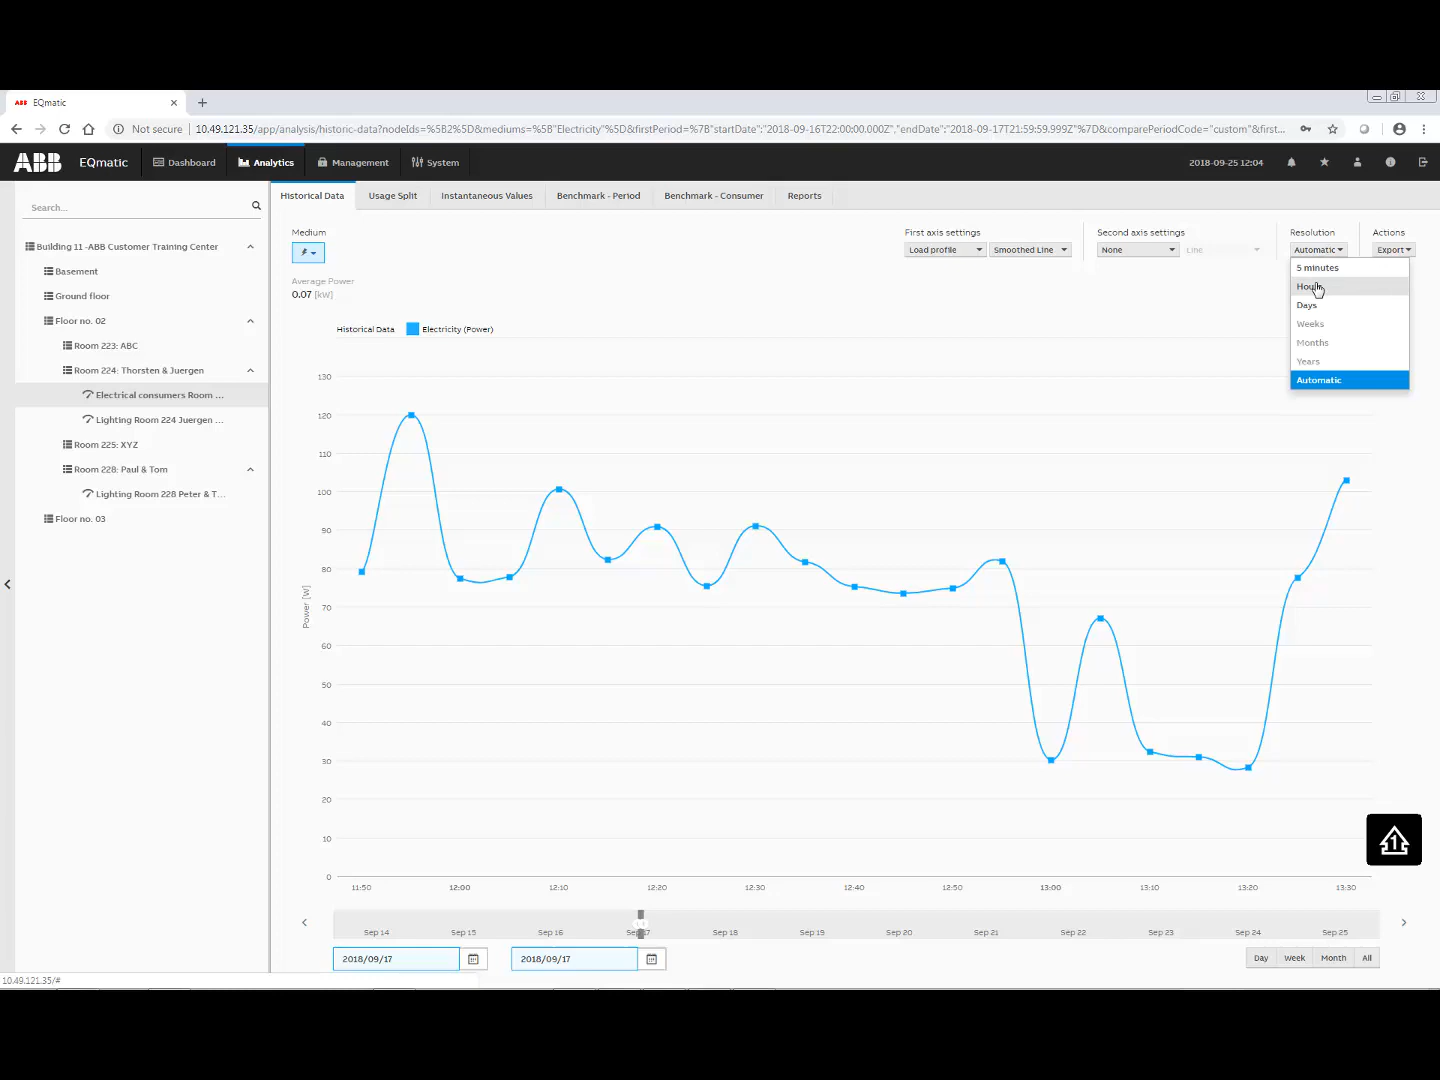 EQmatic
Not secure | 10.49.121.35/app/analysis/historic-data?nodeIds=%5B2%5D&mediums=%5B"Electricity"%5D&firstPeriod=%7B"startDate":"2018-09-16T22:00:00.000Z","endDate":"2018-09-17T21:59:59.999Z"%7D&comparePeriodCode="custom"&first...
ABB EQmatic Dashboard Analytics Management System 2018-09-25 12:04
Search...
Building 11 -ABB Customer Training Center
Basement
Ground floor
Floor no. 02
Room 223: ABC
Room 224: Thorsten & Juergen
Electrical consumers Room ...
Lighting Room 224 Juergen ...
Room 225: XYZ
Room 228: Paul & Tom
Lighting Room 228 Peter & T...
Floor no. 03
Historical Data Usage Split Instantaneous Values Benchmark - Period Benchmark - Consumer Reports
Medium First axis settings Second axis settings Resolution Actions
Load profile Smoothed Line None Line Automatic Export
5 minutes
Days
Weeks
Months
Years
Automatic
Average Power
0.07 [kW]
Historical Data Electricity (Power)
Power [W]
130
120
110
100
90
80
70
60
50
40
30
20
10
0
11:50 12:00 12:10 12:20 12:30 12:40 12:50 13:00 13:10 13:20 13:30
Sep 14 Sep 15 Sep 16 Sep 17 Sep 18 Sep 19 Sep 20 Sep 21 Sep 22 Sep 23 Sep 24 Sep 25
2018/09/17 2018/09/17 Day Week Month All
10.49.121.35/#
1